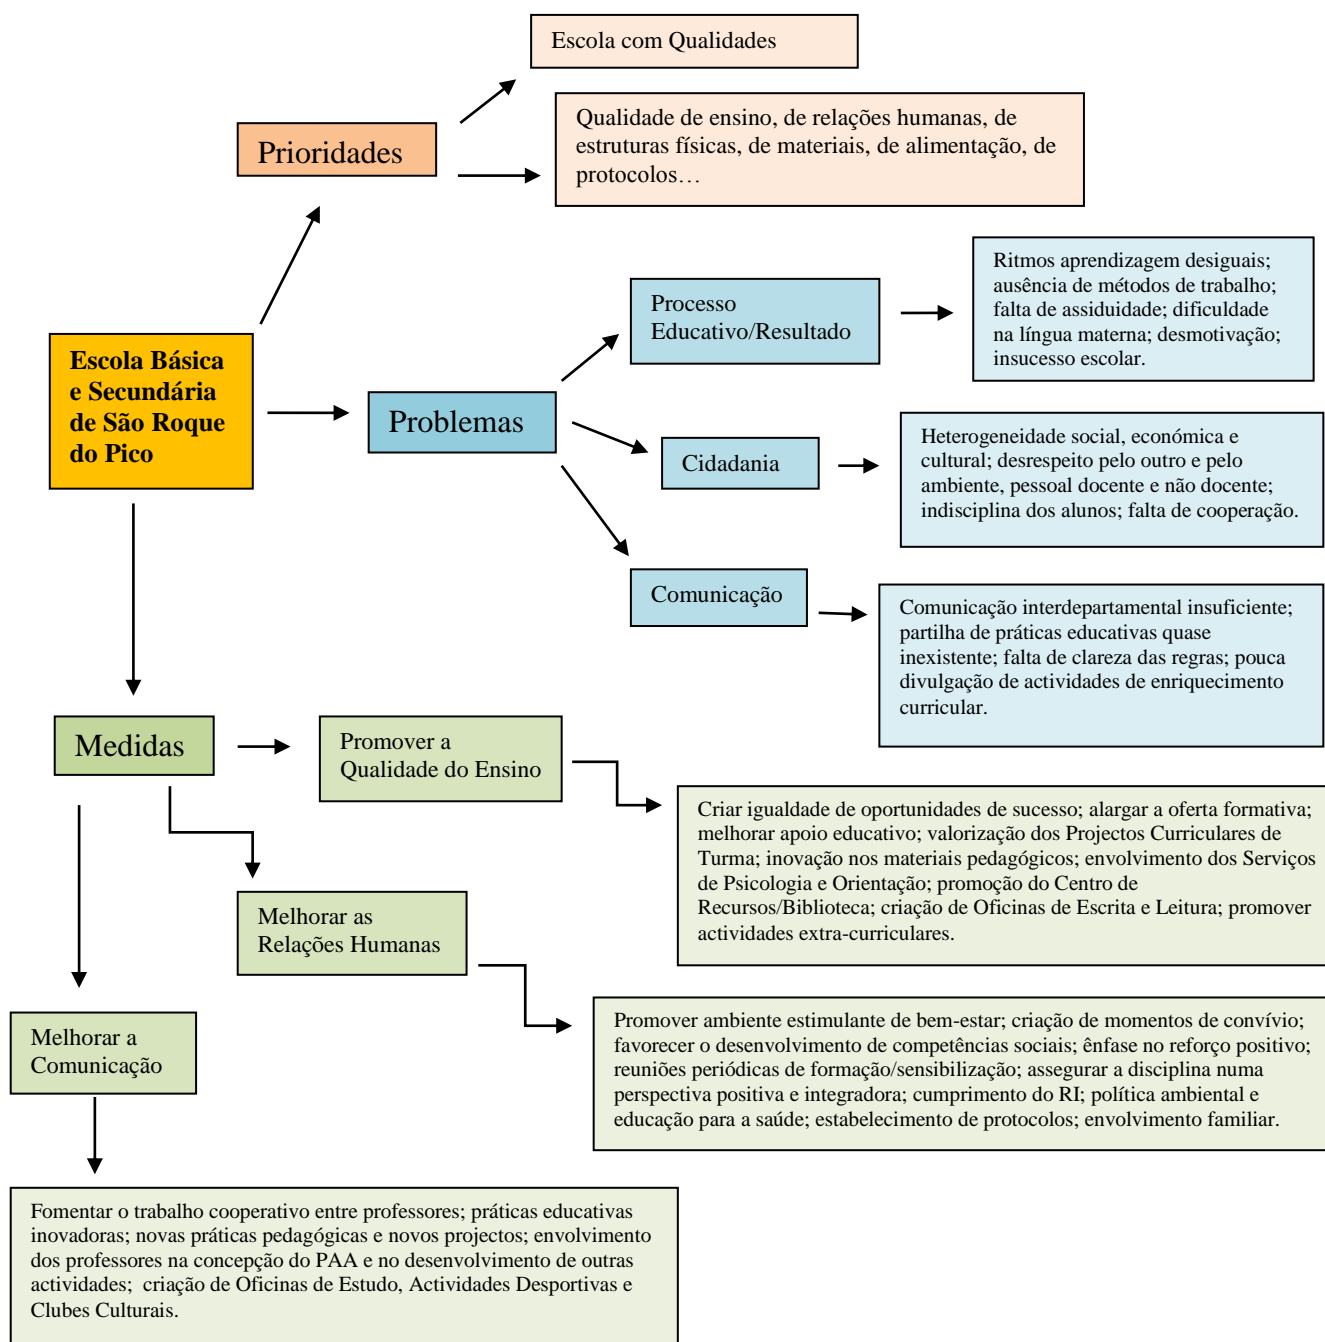 Escola com Qualidades
Prioridades
Qualidade de ensino, de relações humanas, de
estruturas físicas, de materiais, de alimentação, de
protocolos…
Escola Básica
e Secundária
de São Roque
do Pico
Problemas
Processo
Educativo/Resultado
Ritmos aprendizagem desiguais;
ausência de métodos de trabalho;
falta de assiduidade; dificuldade
na língua materna; desmotivação;
insucesso escolar.
Cidadania
Heterogeneidade social, económica e
cultural; desrespeito pelo outro e pelo
ambiente, pessoal docente e não docente;
indisciplina dos alunos; falta de cooperação.
Comunicação
Comunicação interdepartamental insuficiente;
partilha de práticas educativas quase
inexistente; falta de clareza das regras; pouca
divulgação de actividades de enriquecimento
curricular.
Medidas
Promover a
Qualidade do Ensino
Criar igualdade de oportunidades de sucesso; alargar a oferta formativa;
melhorar apoio educativo; valorização dos Projectos Curriculares de
Turma; inovação nos materiais pedagógicos; envolvimento dos Serviços
de Psicologia e Orientação; promoção do Centro de
Recursos/Biblioteca; criação de Oficinas de Escrita e Leitura; promover
actividades extra-curriculares.
Melhorar as
Relações Humanas
Promover ambiente estimulante de bem-estar; criação de momentos de convívio;
favorecer o desenvolvimento de competências sociais; ênfase no reforço positivo;
reuniões periódicas de formação/sensibilização; assegurar a disciplina numa
perspectiva positiva e integradora; cumprimento do RI; política ambiental e
educação para a saúde; estabelecimento de protocolos; envolvimento familiar.
Melhorar a
Comunicação
Fomentar o trabalho cooperativo entre professores; práticas educativas
inovadoras; novas práticas pedagógicas e novos projectos; envolvimento
dos professores na concepção do PAA e no desenvolvimento de outras
actividades;  criação de Oficinas de Estudo, Actividades Desportivas e
Clubes Culturais.